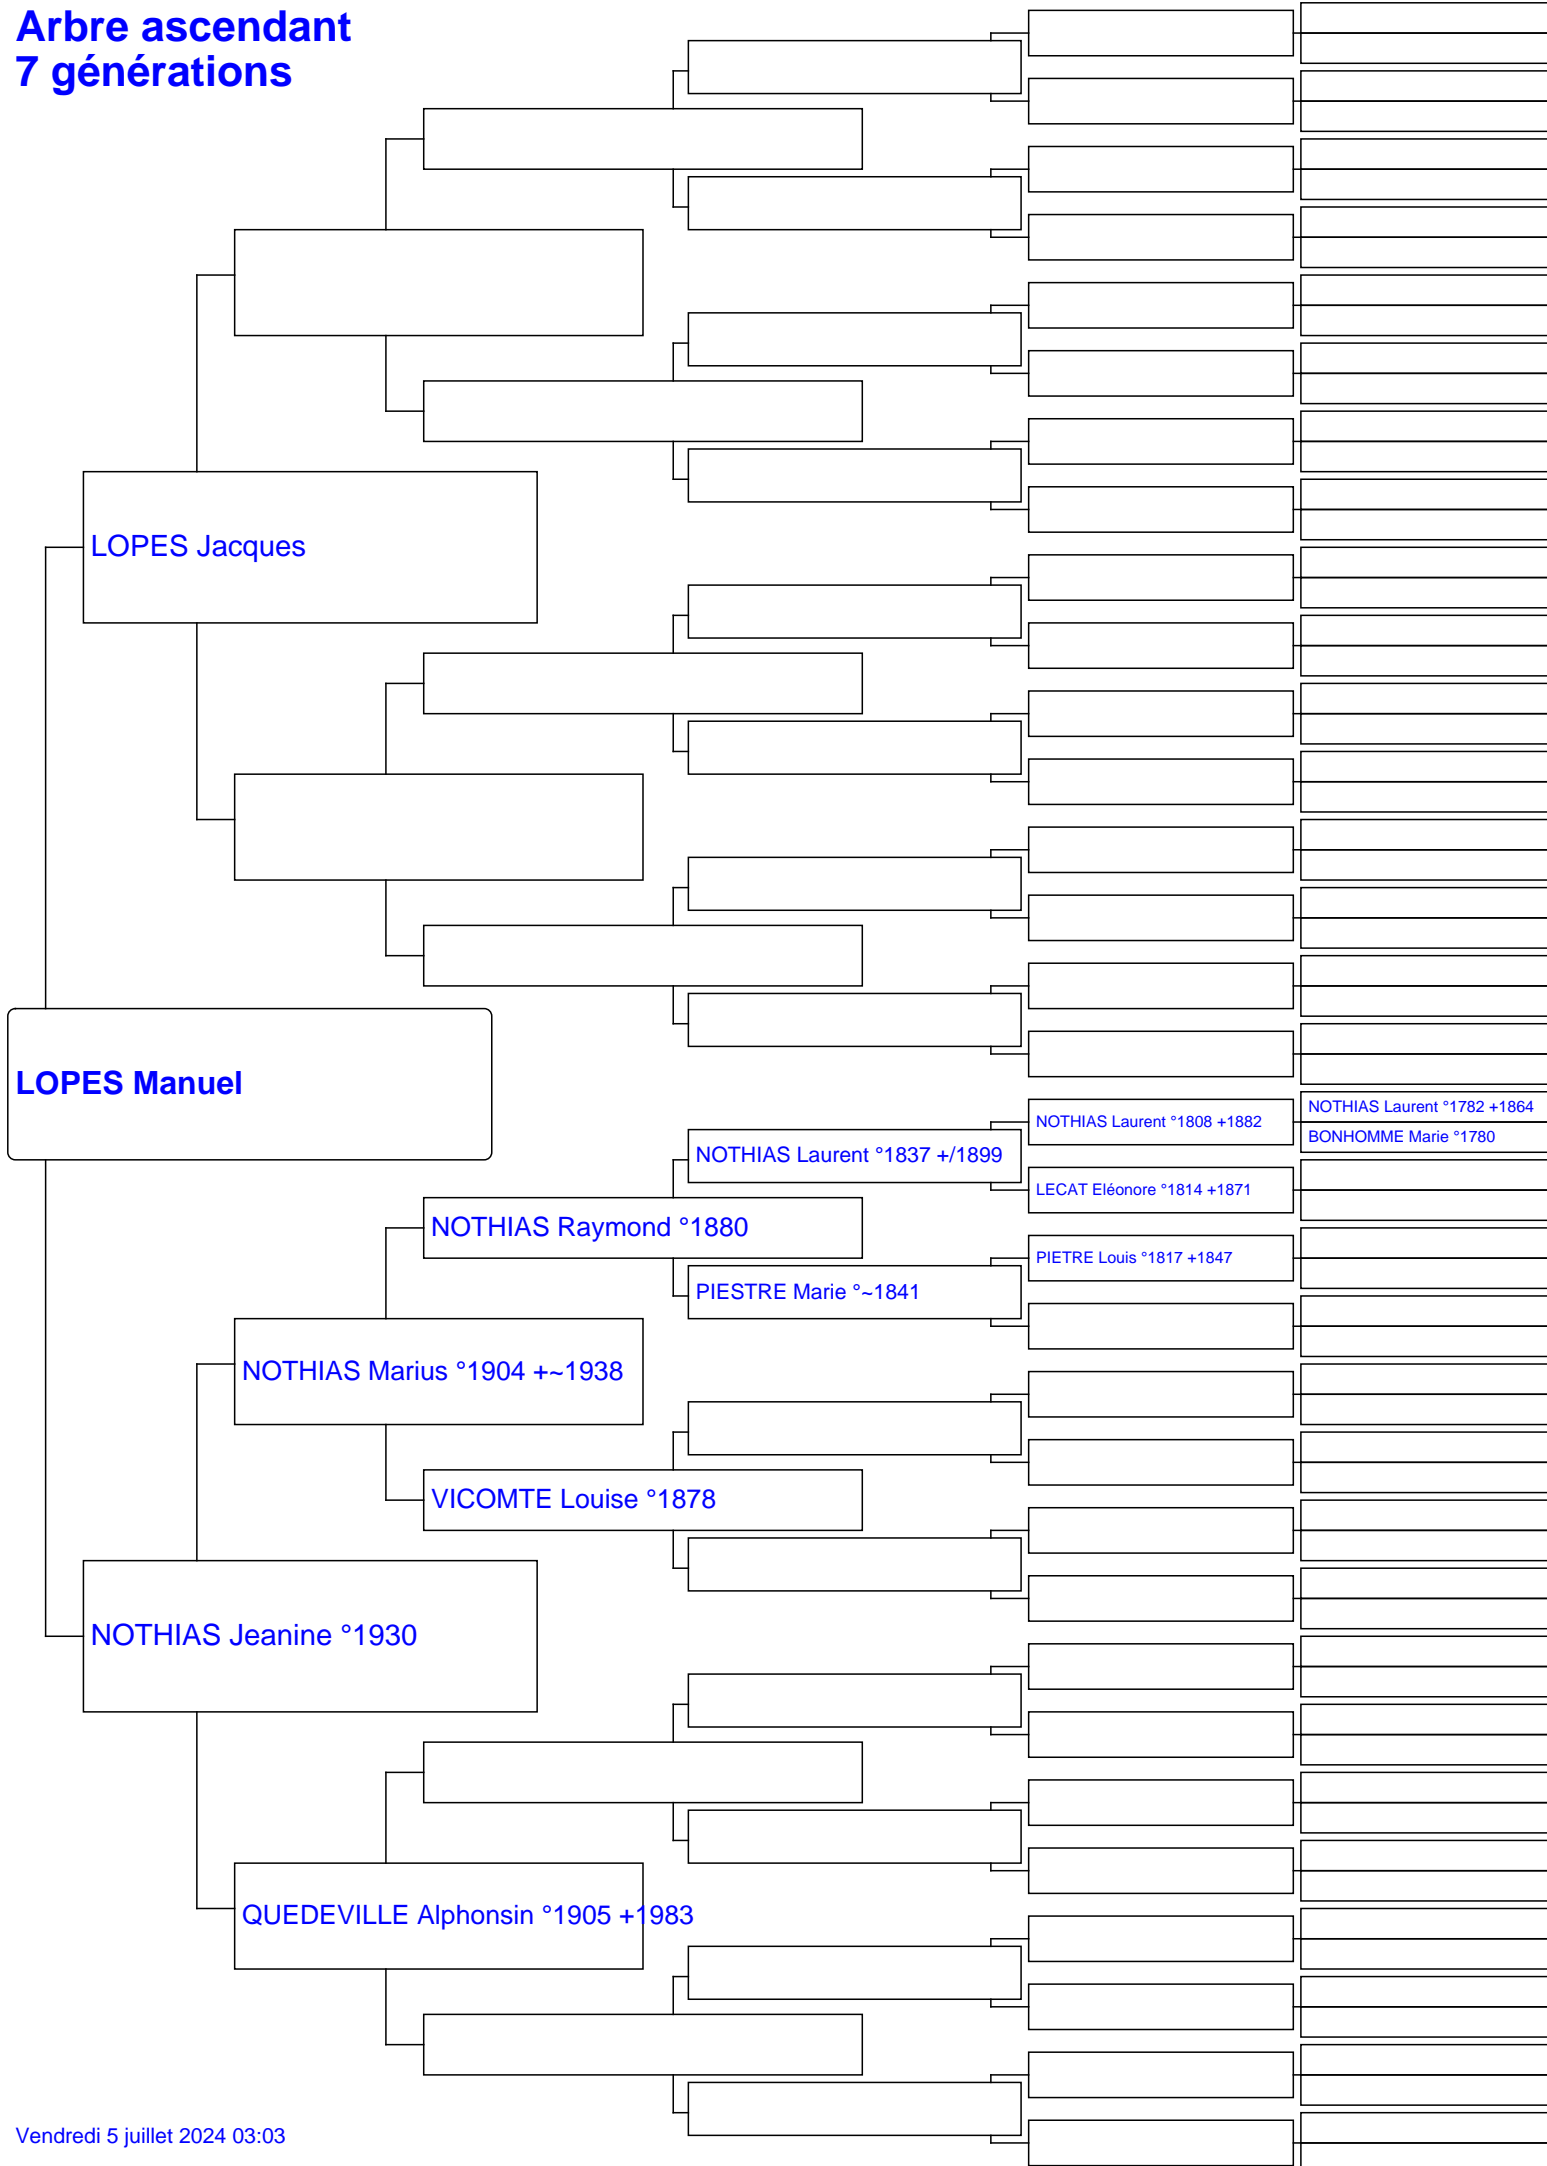 Arbre ascendant
7 générations
LOPES Jacques
LOPES Manuel
NOTHIAS Laurent °1782 +1864
NOTHIAS Laurent °1808 +1882
BONHOMME Marie °1780
NOTHIAS Laurent °1837 +/1899
LECAT Eléonore °1814 +1871
NOTHIAS Raymond °1880
PIETRE Louis °1817 +1847
PIESTRE Marie °~1841
NOTHIAS Marius °1904 +~1938
VICOMTE Louise °1878
NOTHIAS Jeanine °1930
QUEDEVILLE Alphonsin °1905 +1983
Vendredi 5 juillet 2024 03:03